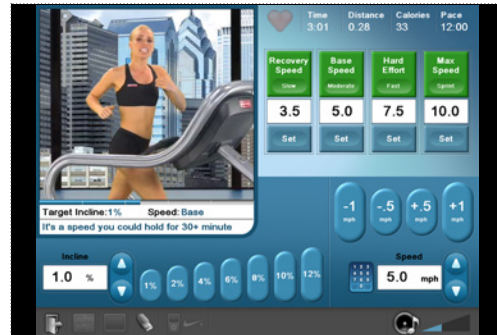 Time Distance Calories Pace
3:01 0.28 33 12:00
Recovery Speed Base Speed Hard Effort Max Speed
Slow Moderate Fast Sprint
3.5 5.0 7.5 10.0
Set Set Set Set
Target Incline:1% Speed: Base
It's a speed you could hold for 30+ minute
-1 mph -.5 mph +.5 mph +1 mph
Incline
1.0 %
1% 2% 4% 6% 8% 10% 12%
Speed
5.0 mph